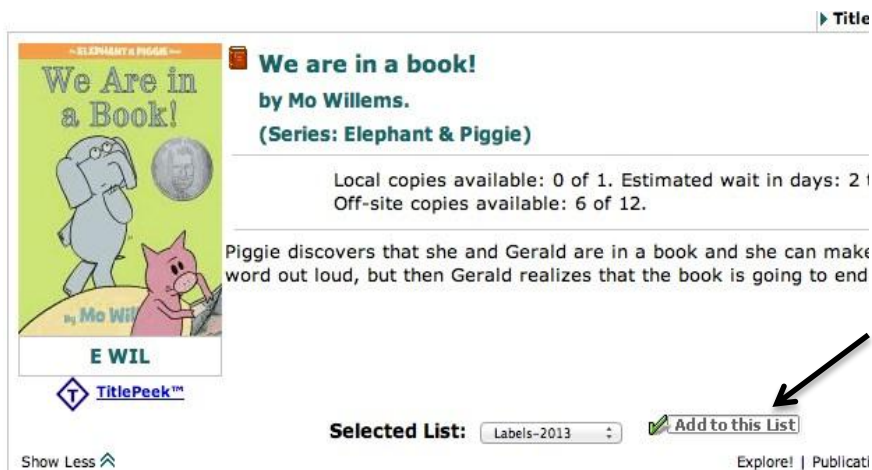 Title
ELEPHANT & PIGGIE
We Are in
a Book!
By Mo Wil
We are in a book!
by Mo Willems.
(Series: Elephant & Piggie)
Local copies available: 0 of 1. Estimated wait in days: 2
Off-site copies available: 6 of 12.
Piggie discovers that she and Gerald are in a book and she can make
word out loud, but then Gerald realizes that the book is going to end
E WIL
T TitlePeek™
Selected List: Labels-2013 Add to this List
Show Less Explore! | Publicati